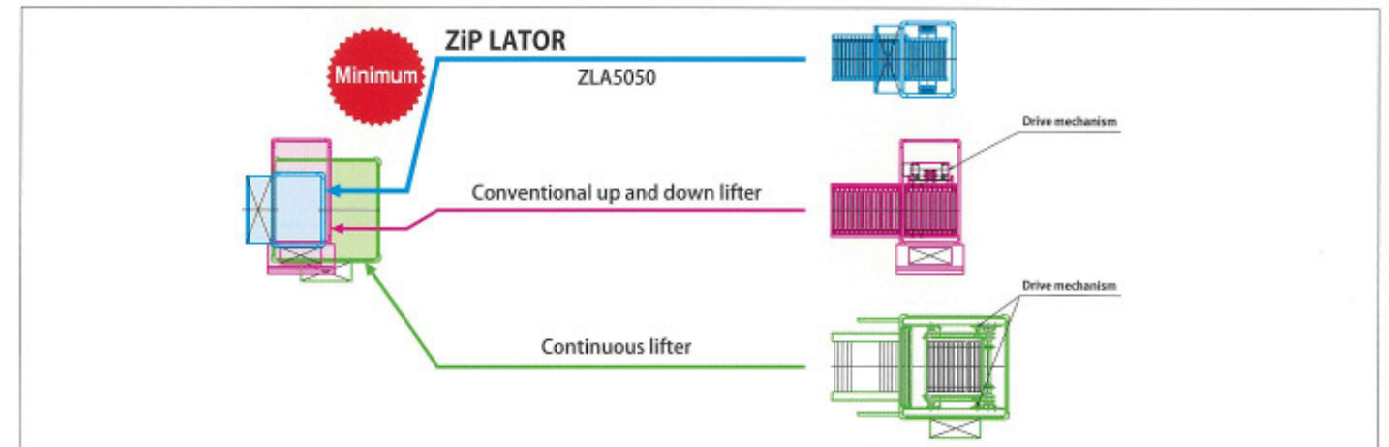 ZiP LATOR
Minimum
ZLA5050
Drive mechanism
Conventional up and down lifter
Drive mechanism
Continuous lifter